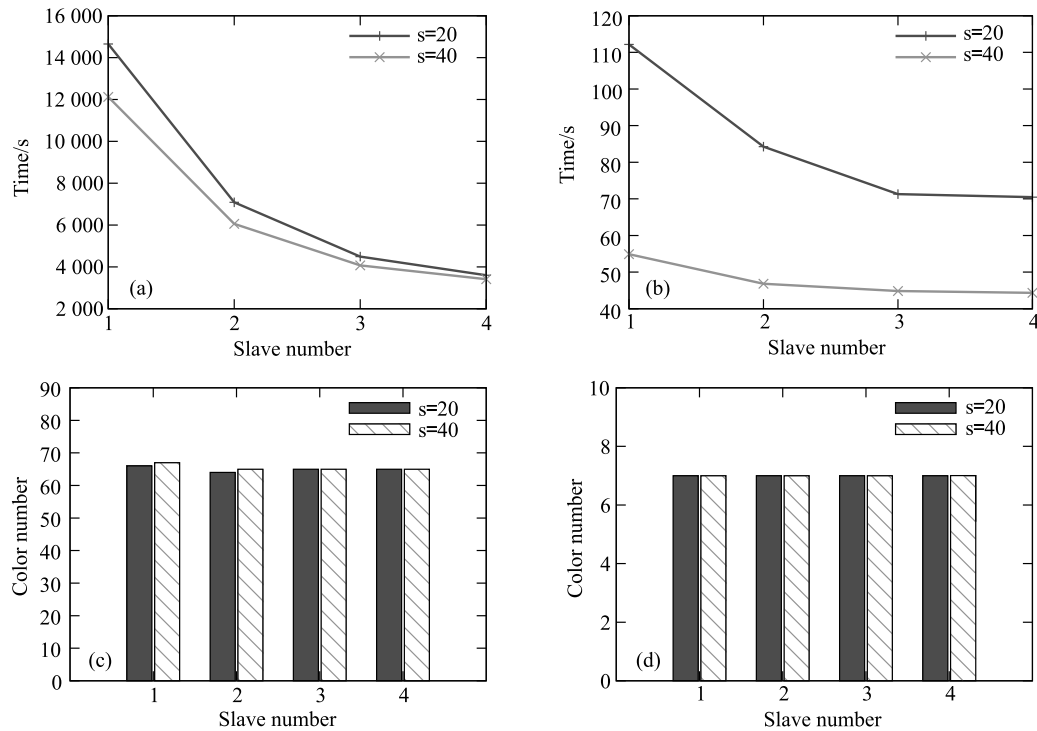 16 000
14 000
12 000
10 000
8 000
6 000
4 000
2 000
Time/s
s=20
s=40
(a)
1 2 3 4
Slave number
120
110
100
90
80
70
60
50
40
Time/s
s=20
s=40
(b)
1 2 3 4
Slave number
90
80
70
60
50
40
30
20
10
0
Color number
s=20
s=40
(c)
1 2 3 4
Slave number
10
8
6
4
2
0
Color number
s=20
s=40
(d)
1 2 3 4
Slave number